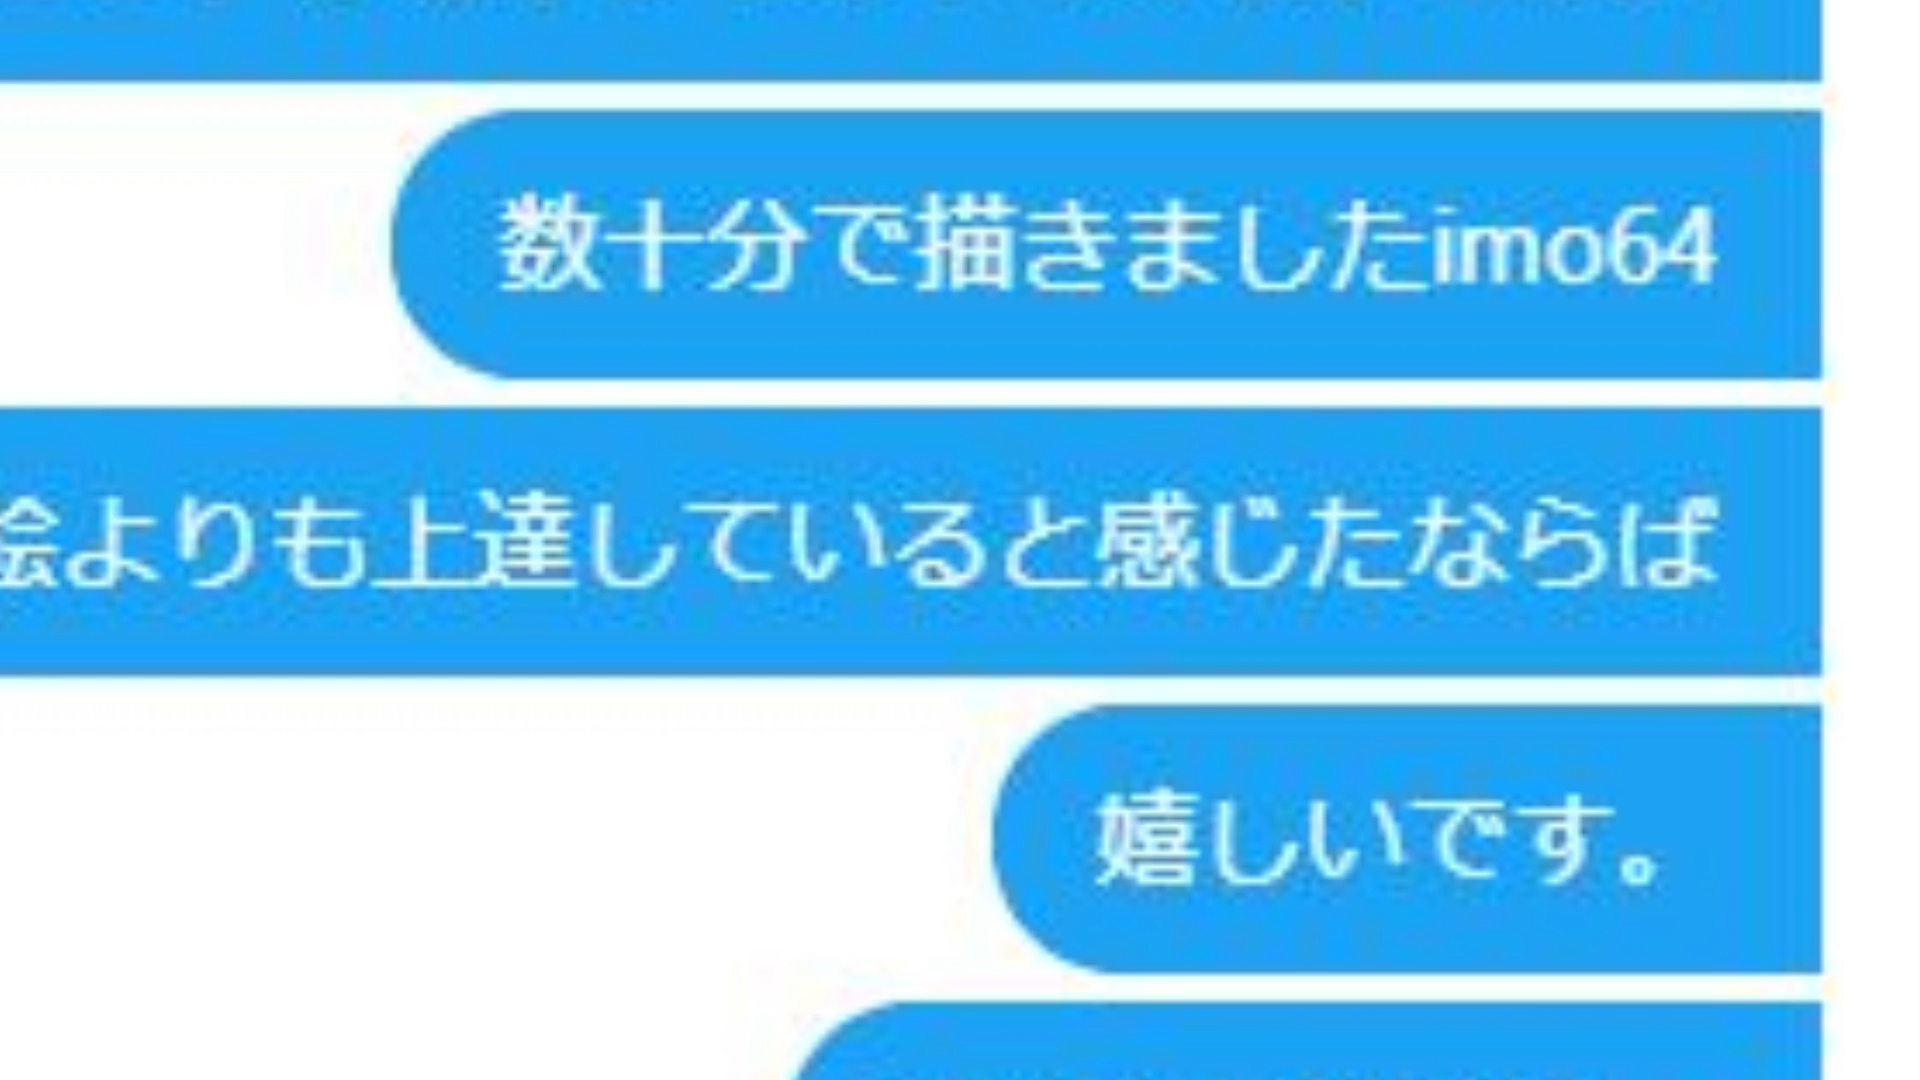 数十分で描きましたimo64
絵よりも上達していると感じたならば
嬉しいです。